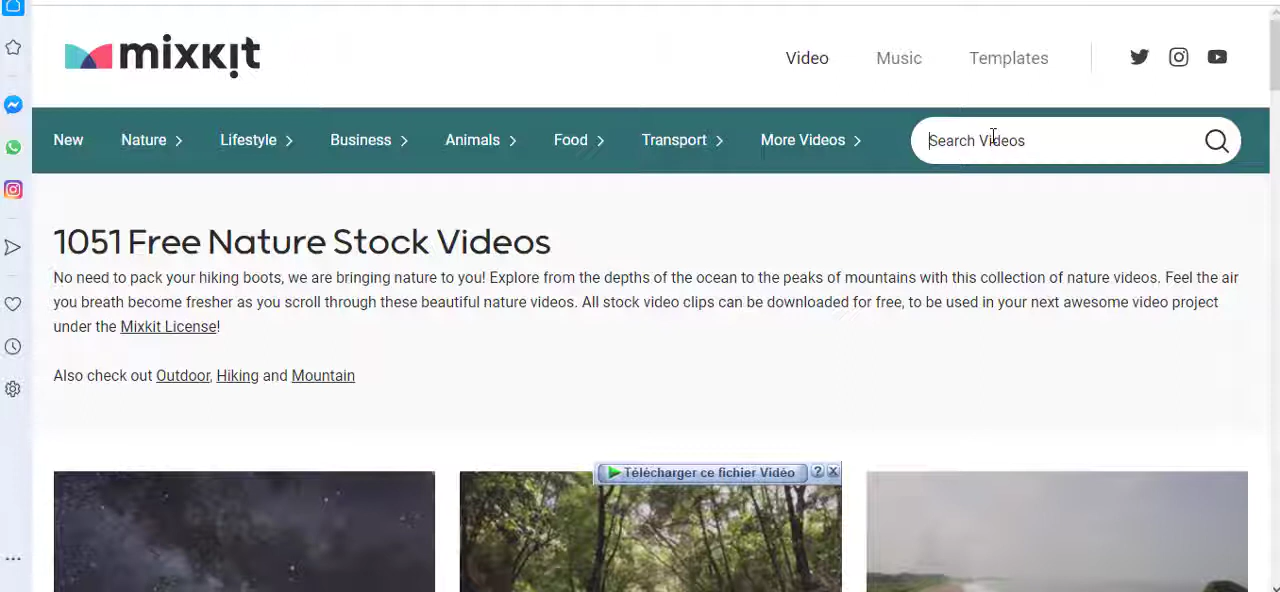 mixkit
Video Music Templates
New Nature Lifestyle Business Animals Food Transport More Videos Search Videos
1051 Free Nature Stock Videos
No need to pack your hiking boots, we are bringing nature to you! Explore from the depths of the ocean to the peaks of mountains with this collection of nature videos. Feel the air
you breath become fresher as you scroll through these beautiful nature videos. All stock video clips can be downloaded for free, to be used in your next awesome video project
under the Mixkit License!
Also check out Outdoor, Hiking and Mountain
Télécharger ce fichier Vidéo ? X